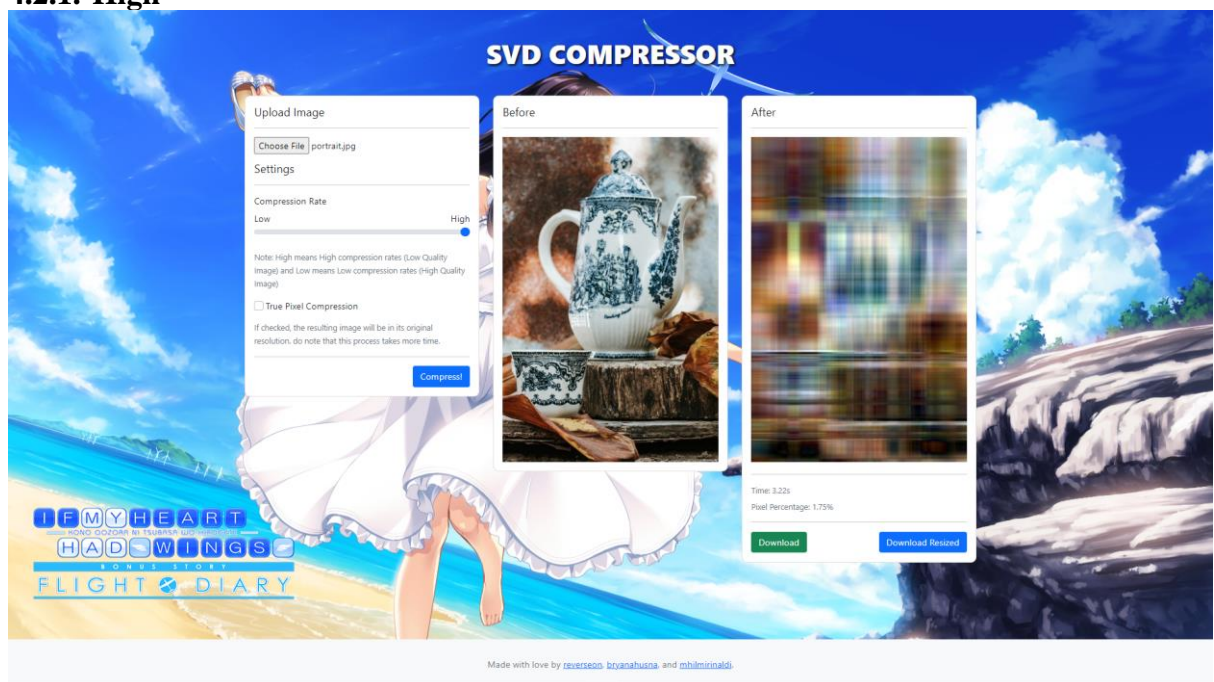 4.2.1. High
SVD COMPRESSOR
Upload Image
Choose File portrait.jpg
Settings
Compression Rate
Low High
Note: High means High compression rates (Low Quality
Image) and Low means Low compression rates (High Quality
Image)
True Pixel Compression
If checked, the resulting image will be in its original
resolution. do note that this process takes more time.
Compress!
Before
After
Time: 3.22s
Pixel Percentage: 1.75%
Download Download Resized
IF MY HEART
HAD WINGS
BONUS STORY
FLIGHT DIARY
Made with love by reverseon, bryanahusna, and mhilmirinaldi.